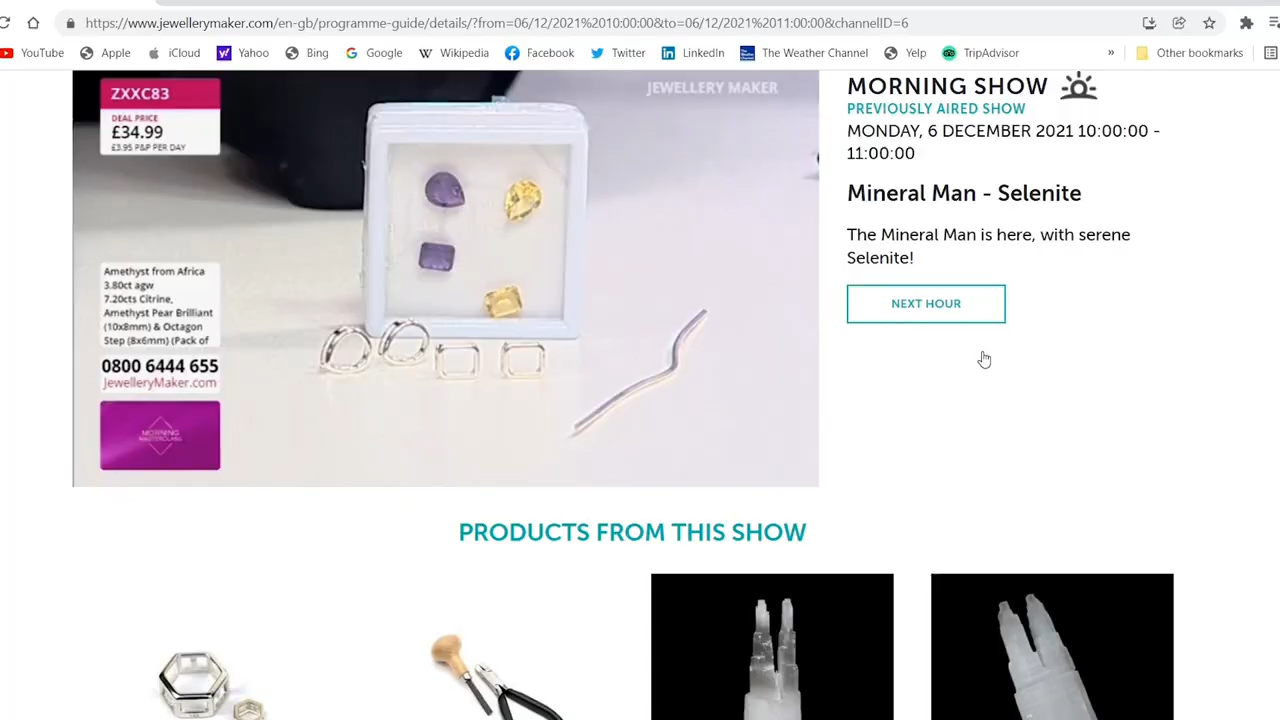 https://www.jewellerymaker.com/en-gb/programme-guide/details/?from=06/12/2021%2010:00:00&to=06/12/2021%2011:00:00&channelID=6
YouTube Apple iCloud Yahoo Bing Google Wikipedia Facebook Twitter LinkedIn The Weather Channel Yelp TripAdvisor » Other bookmarks
ZXXC83
DEAL PRICE
£34.99
£3.95 P&P PER DAY
JEWELLERY MAKER
Amethyst from Africa
3.80ct agw
7.20cts Citrine,
Amethyst Pear Brilliant
(10x8mm) & Octagon
Step (8x6mm) (Pack of
0800 6444 655
JewelleryMaker.com
MORNING
MASTERCLASS
MORNING SHOW
PREVIOUSLY AIRED SHOW
MONDAY, 6 DECEMBER 2021 10:00:00 -
11:00:00
Mineral Man - Selenite
The Mineral Man is here, with serene
Selenite!
NEXT HOUR
PRODUCTS FROM THIS SHOW